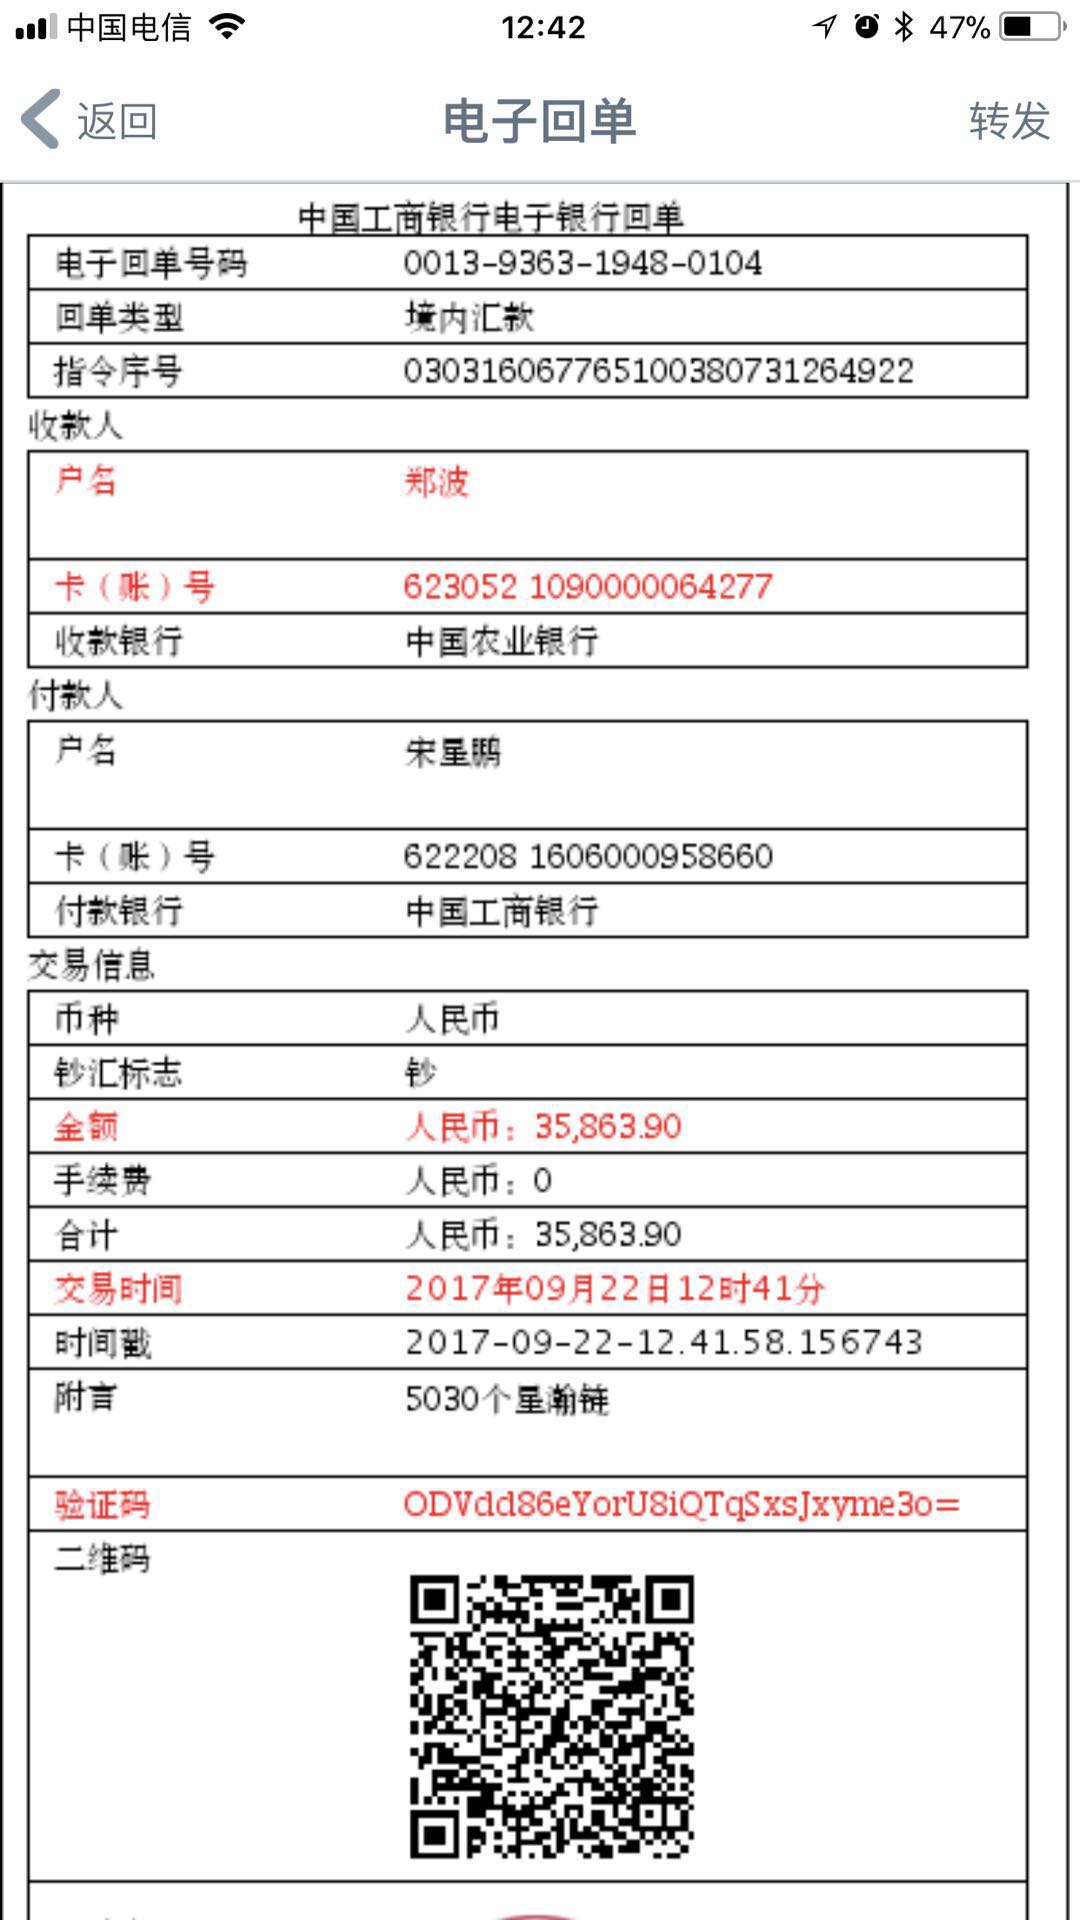 中国电信 12:42 47%
返回 电子回单 转发
中国工商银行电子银行回单
电子回单号码 0013-9363-1948-0104
回单类型 境内汇款
指令序号 030316067765100380731264922
收款人
户名 郑波
卡（账）号 623052 1090000064277
收款银行 中国农业银行
付款人
户名 宋星鹏
卡（账）号 622208 1606000958660
付款银行 中国工商银行
交易信息
币种 人民币
钞汇标志 钞
金额 人民币：35,863.90
手续费 人民币：0
合计 人民币：35,863.90
交易时间 2017年09月22日12时41分
时间戳 2017-09-22-12.41.58.156743
附言 5030个星瀚链
验证码 ODVdd86eYorU8iQTqSxsJxyme3o=
二维码